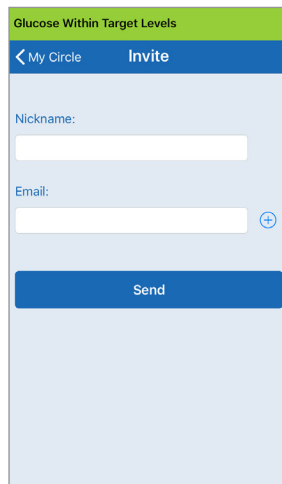 Glucose Within Target Levels
My Circle Invite
Nickname:
Email:
Send